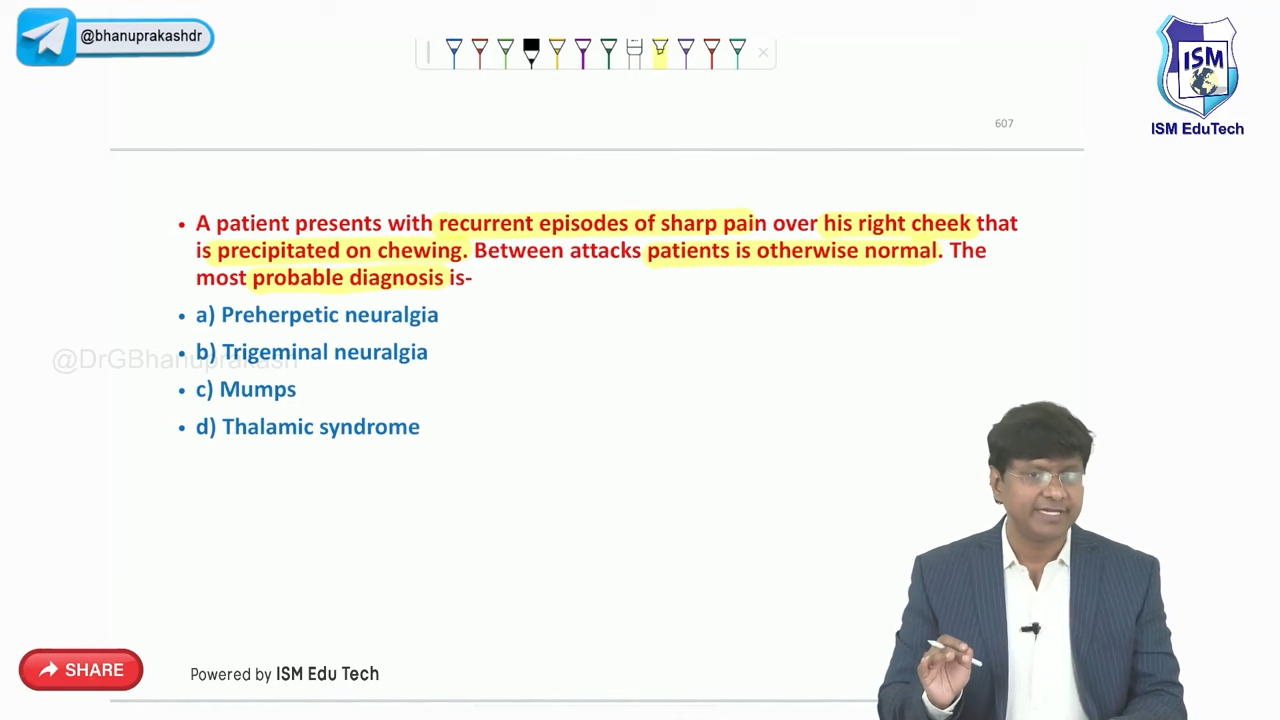 @bhanuprakashdr
ISM
ISM EduTech
607
• A patient presents with recurrent episodes of sharp pain over his right cheek that
is precipitated on chewing. Between attacks patients is otherwise normal. The
most probable diagnosis is-
• a) Preherpetic neuralgia
• b) Trigeminal neuralgia
@DrGBhanuprakash
• c) Mumps
• d) Thalamic syndrome
SHARE
Powered by ISM Edu Tech